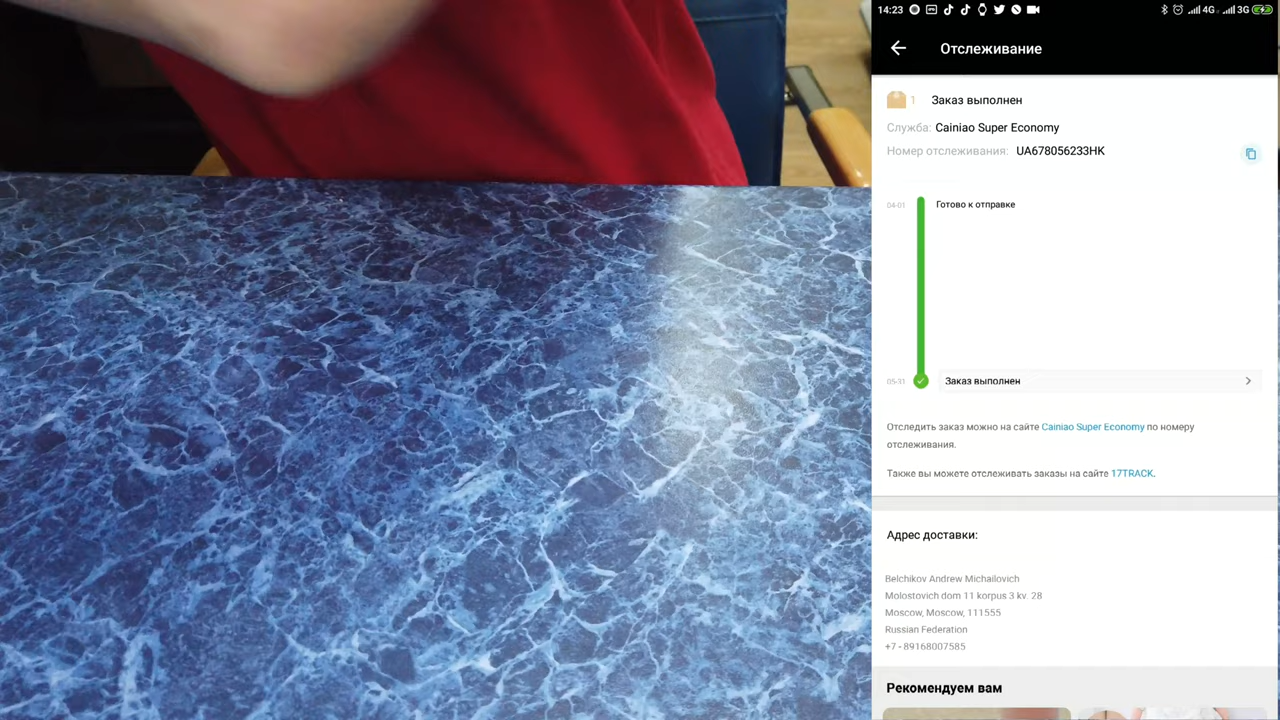 14:23
4G
3G
Отслеживание
1
Заказ выполнен
Служба: Cainiao Super Economy
Номер отслеживания: UA678056233HK
04-01
Готово к отправке
05-31
Заказ выполнен
Отследить заказ можно на сайте Cainiao Super Economy по номеру
отслеживания.
Также вы можете отслеживать заказы на сайте 17TRACK.
Адрес доставки:
Belchikov Andrew Michailovich
Molostovich dom 11 korpus 3 kv. 28
Moscow, Moscow, 111555
Russian Federation
+7 - 89168007585
Рекомендуем вам